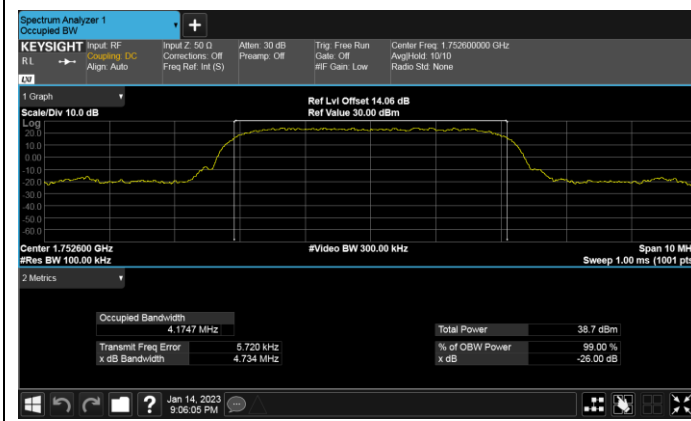 Spectrum Analyzer 1
Occupied BW
+
KEYSIGHT
RL
LXI
Input: RF
Coupling: DC
Align: Auto
Input Z: 50 Ω
Corrections: Off
Freq Ref: Int (S)
Atten: 30 dB
Preamp: Off
Trig: Free Run
Gate: Off
#IF Gain: Low
Center Freq: 1.752600000 GHz
Avg|Hold: 10/10
Radio Std: None
1 Graph
Scale/Div 10.0 dB
Ref Lvl Offset 14.06 dB
Ref Value 30.00 dBm
Log
20.0
10.0
0.00
-10.0
-20.0
-30.0
-40.0
-50.0
-60.0
Center 1.752600 GHz
#Res BW 100.00 kHz
#Video BW 300.00 kHz
Span 10 MH
Sweep 1.00 ms (1001 pts
2 Metrics
Occupied Bandwidth
4.1747 MHz
Transmit Freq Error 5.720 kHz
x dB Bandwidth 4.734 MHz
Total Power 38.7 dBm
% of OBW Power 99.00 %
x dB -26.00 dB
?
Jan 14, 2023
9:06:05 PM